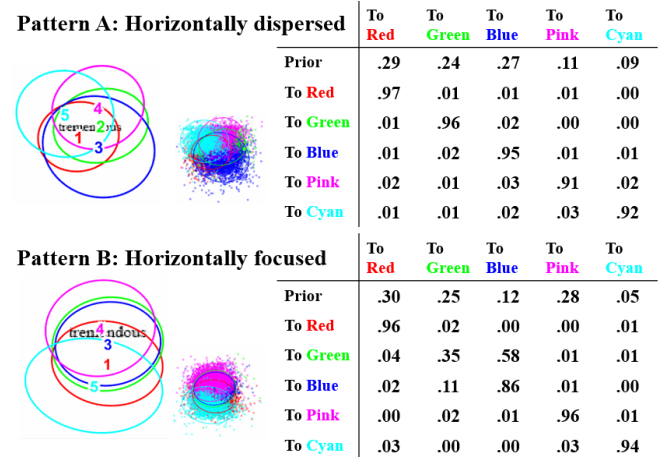 Pattern A: Horizontally dispersed
To To To To To
Red Green Blue Pink Cyan
Prior .29 .24 .27 .11 .09
To Red .97 .01 .01 .01 .00
To Green .01 .96 .02 .00 .00
To Blue .01 .02 .95 .01 .01
To Pink .02 .01 .03 .91 .02
To Cyan .01 .01 .02 .03 .92
5 4
2
1
3
Pattern B: Horizontally focused
To To To To To
Red Green Blue Pink Cyan
Prior .30 .25 .12 .28 .05
To Red .96 .02 .00 .00 .01
To Green .04 .35 .58 .01 .01
To Blue .02 .11 .86 .01 .00
To Pink .00 .02 .01 .96 .01
To Cyan .03 .00 .00 .03 .94
4
3
1
5